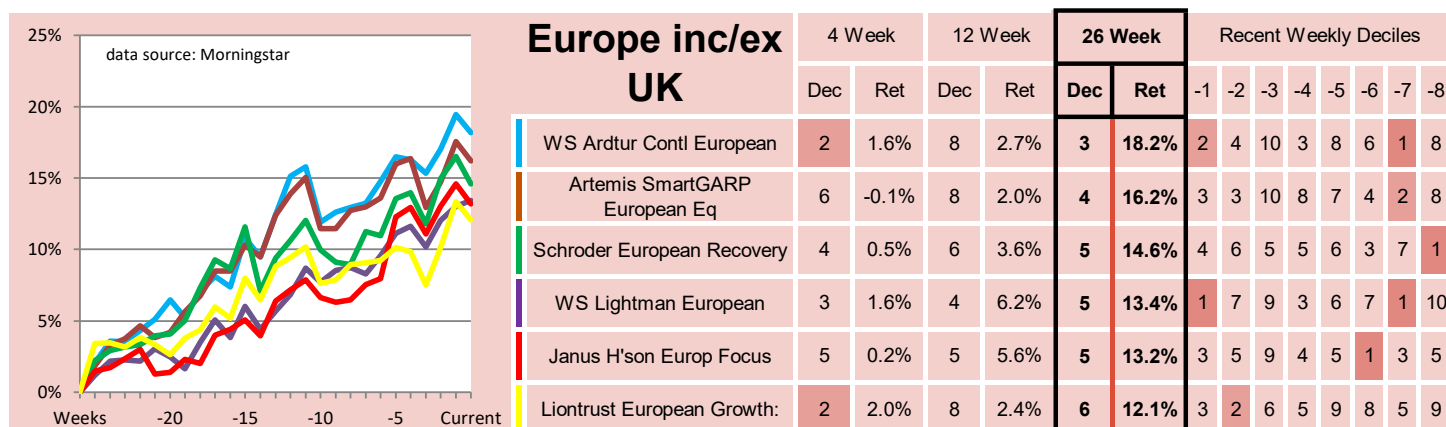 25%
20%
15%
10%
5%
0%
data source: Morningstar
Weeks -20 -15 -10 -5 Current
Europe inc/ex
UK
4 Week 12 Week 26 Week Recent Weekly Deciles
Dec Ret Dec Ret Dec Ret -1 -2 -3 -4 -5 -6 -7 -8
WS Ardtur Contl European 2 1.6% 8 2.7% 3 18.2% 2 4 10 3 8 6 1 8
Artemis SmartGARP
European Eq 6 -0.1% 8 2.0% 4 16.2% 3 3 10 8 7 4 2 8
Schroder European Recovery 4 0.5% 6 3.6% 5 14.6% 4 6 5 5 6 3 7 1
WS Lightman European 3 1.6% 4 6.2% 5 13.4% 1 7 9 3 6 7 1 10
Janus H'son Europ Focus 5 0.2% 5 5.6% 5 13.2% 3 5 9 4 5 1 3 5
Liontrust European Growth: 2 2.0% 8 2.4% 6 12.1% 3 2 6 5 9 8 5 9